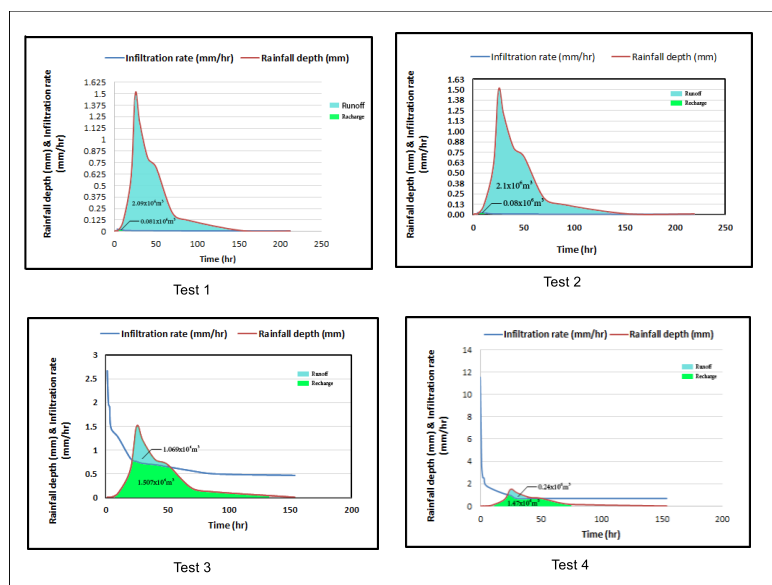 Infiltration rate (mm/hr) Rainfall depth (mm)
Rainfall depth (mm) & Infiltration rate
(mm/hr)
1.625
1.5
1.375
1.25
1.125
1
0.875
0.75
0.625
0.5
0.375
0.25
0.125
0
Runoff
Recharge
2.09x10⁶m³
0.081x10⁶m³
0 50 100 150 200 250
Time (hr)
Test 1
Infiltration rate (mm/hr) Rainfall depth (mm)
Rainfall depth (mm) & Infiltration rate
(mm/hr)
1.63
1.50
1.38
1.25
1.13
1.00
0.88
0.75
0.63
0.50
0.38
0.25
0.13
0.00
Runoff
Recharge
2.1x10⁶m³
0.08x10⁶m³
0 50 100 150 200 250
Time (hr)
Test 2
Infiltration rate (mm/hr) Rainfall depth (mm)
Rainfall depth (mm) & Infiltration rate
(mm/hr)
3
2.5
2
1.5
1
0.5
0
Runoff
Recharge
1.069x10⁶m³
1.507x10⁶m³
0 50 100 150 200
Time (hr)
Test 3
Infiltration rate (mm/hr) Rainfall depth (mm)
Rainfall depth (mm) & Infiltration rate
(mm/hr)
14
12
10
8
6
4
2
0
Runoff
Recharge
0.24x10⁶m³
1.47x10⁶m³
0 50 100 150 200
Time (hr)
Test 4